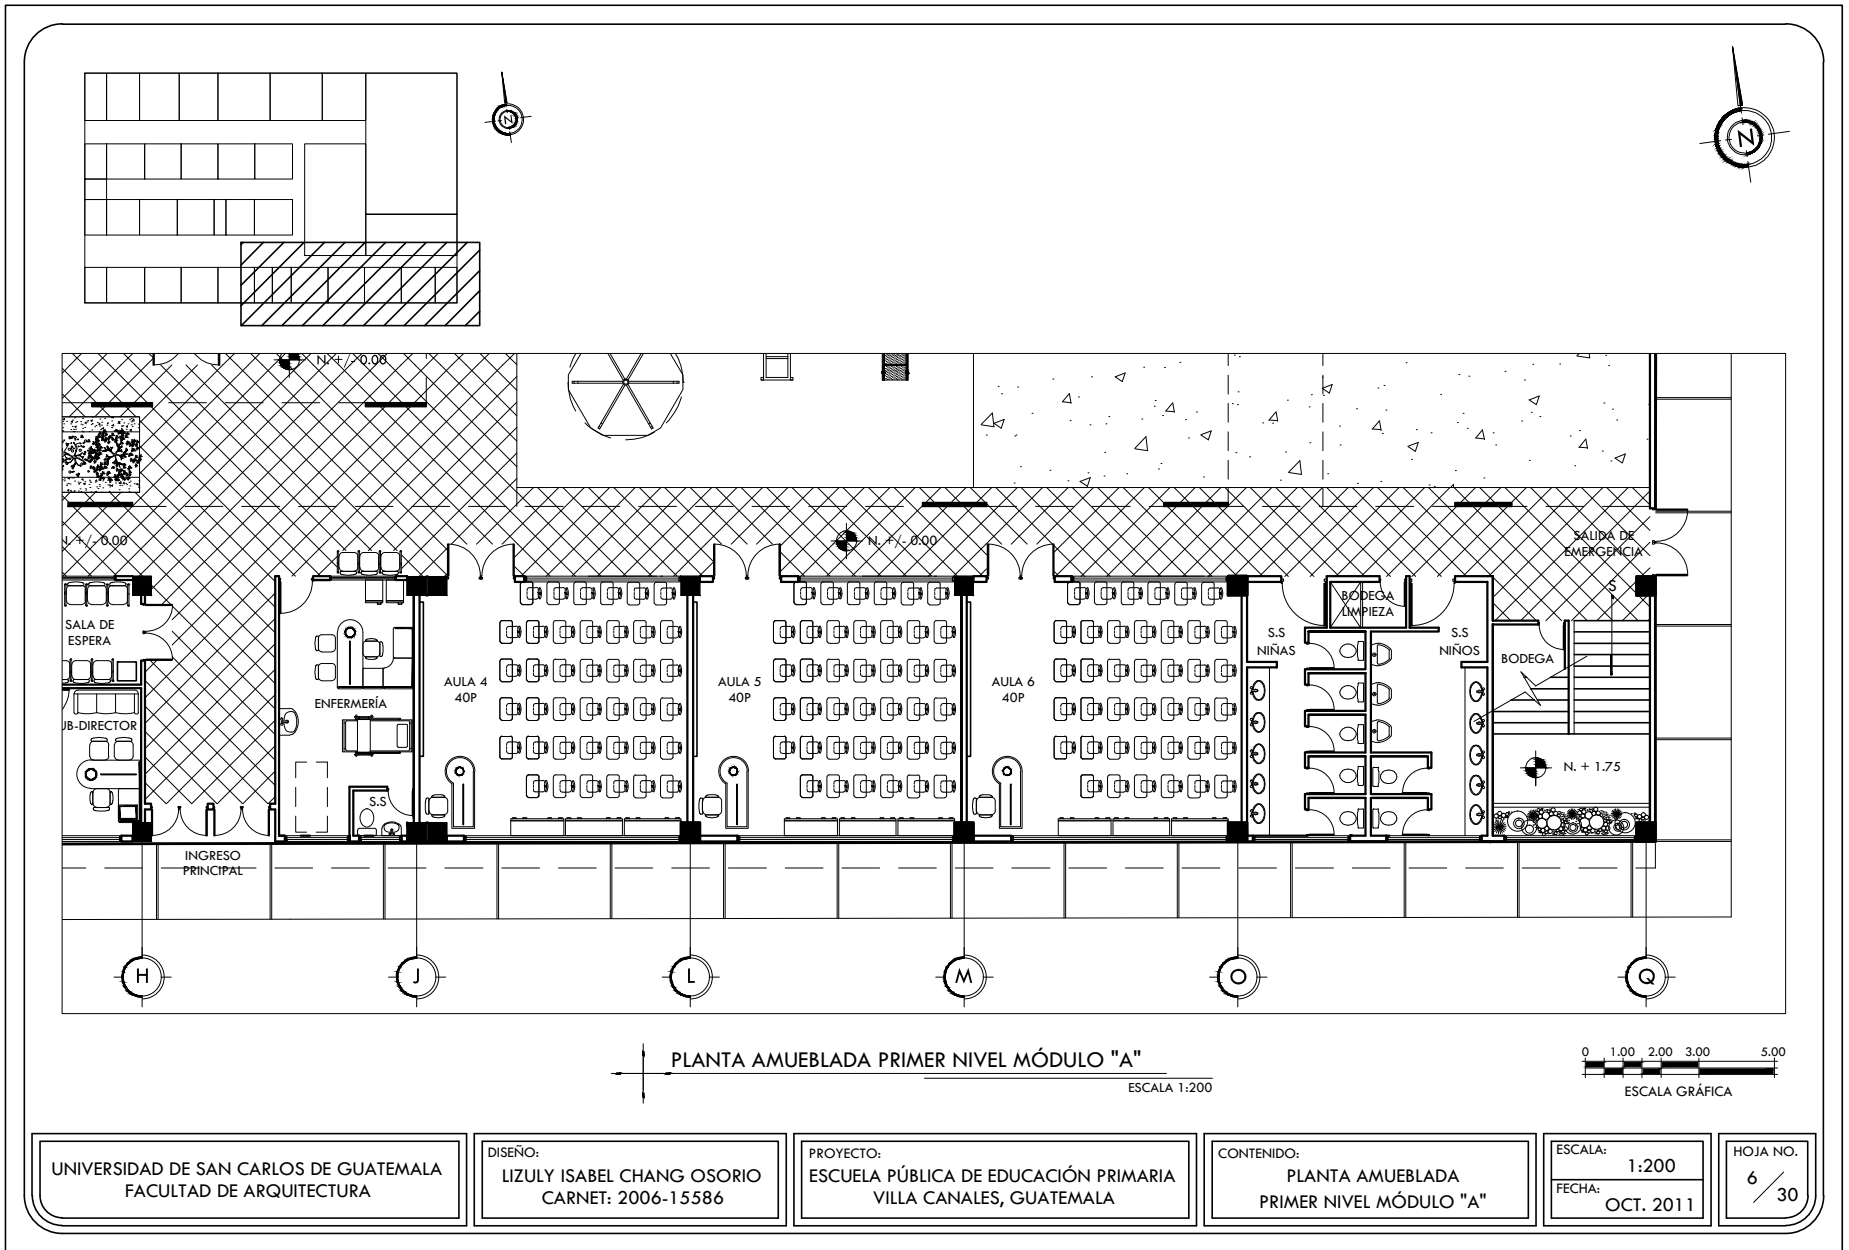 N
N
N. +/- 0.00
N. +/- 0.00
N. +/- 0.00
SALIDA DE
EMERGENCIA
S
SALA DE
ESPERA
BODEGA
LIMPIEZA
S.S
NIÑAS
S.S
NIÑOS
BODEGA
AULA 4
40P
AULA 5
40P
AULA 6
40P
ENFERMERÍA
UB-DIRECTOR
N. + 1.75
S.S
INGRESO
PRINCIPAL
H
J
L
M
O
Q
PLANTA AMUEBLADA PRIMER NIVEL MÓDULO "A"
ESCALA 1:200
0 1.00 2.00 3.00 5.00
ESCALA GRÁFICA
UNIVERSIDAD DE SAN CARLOS DE GUATEMALA
FACULTAD DE ARQUITECTURA
DISEÑO:
LIZULY ISABEL CHANG OSORIO
CARNET: 2006-15586
PROYECTO:
ESCUELA PÚBLICA DE EDUCACIÓN PRIMARIA
VILLA CANALES, GUATEMALA
CONTENIDO:
PLANTA AMUEBLADA
PRIMER NIVEL MÓDULO "A"
ESCALA:
1:200
FECHA:
OCT. 2011
HOJA NO.
6/30